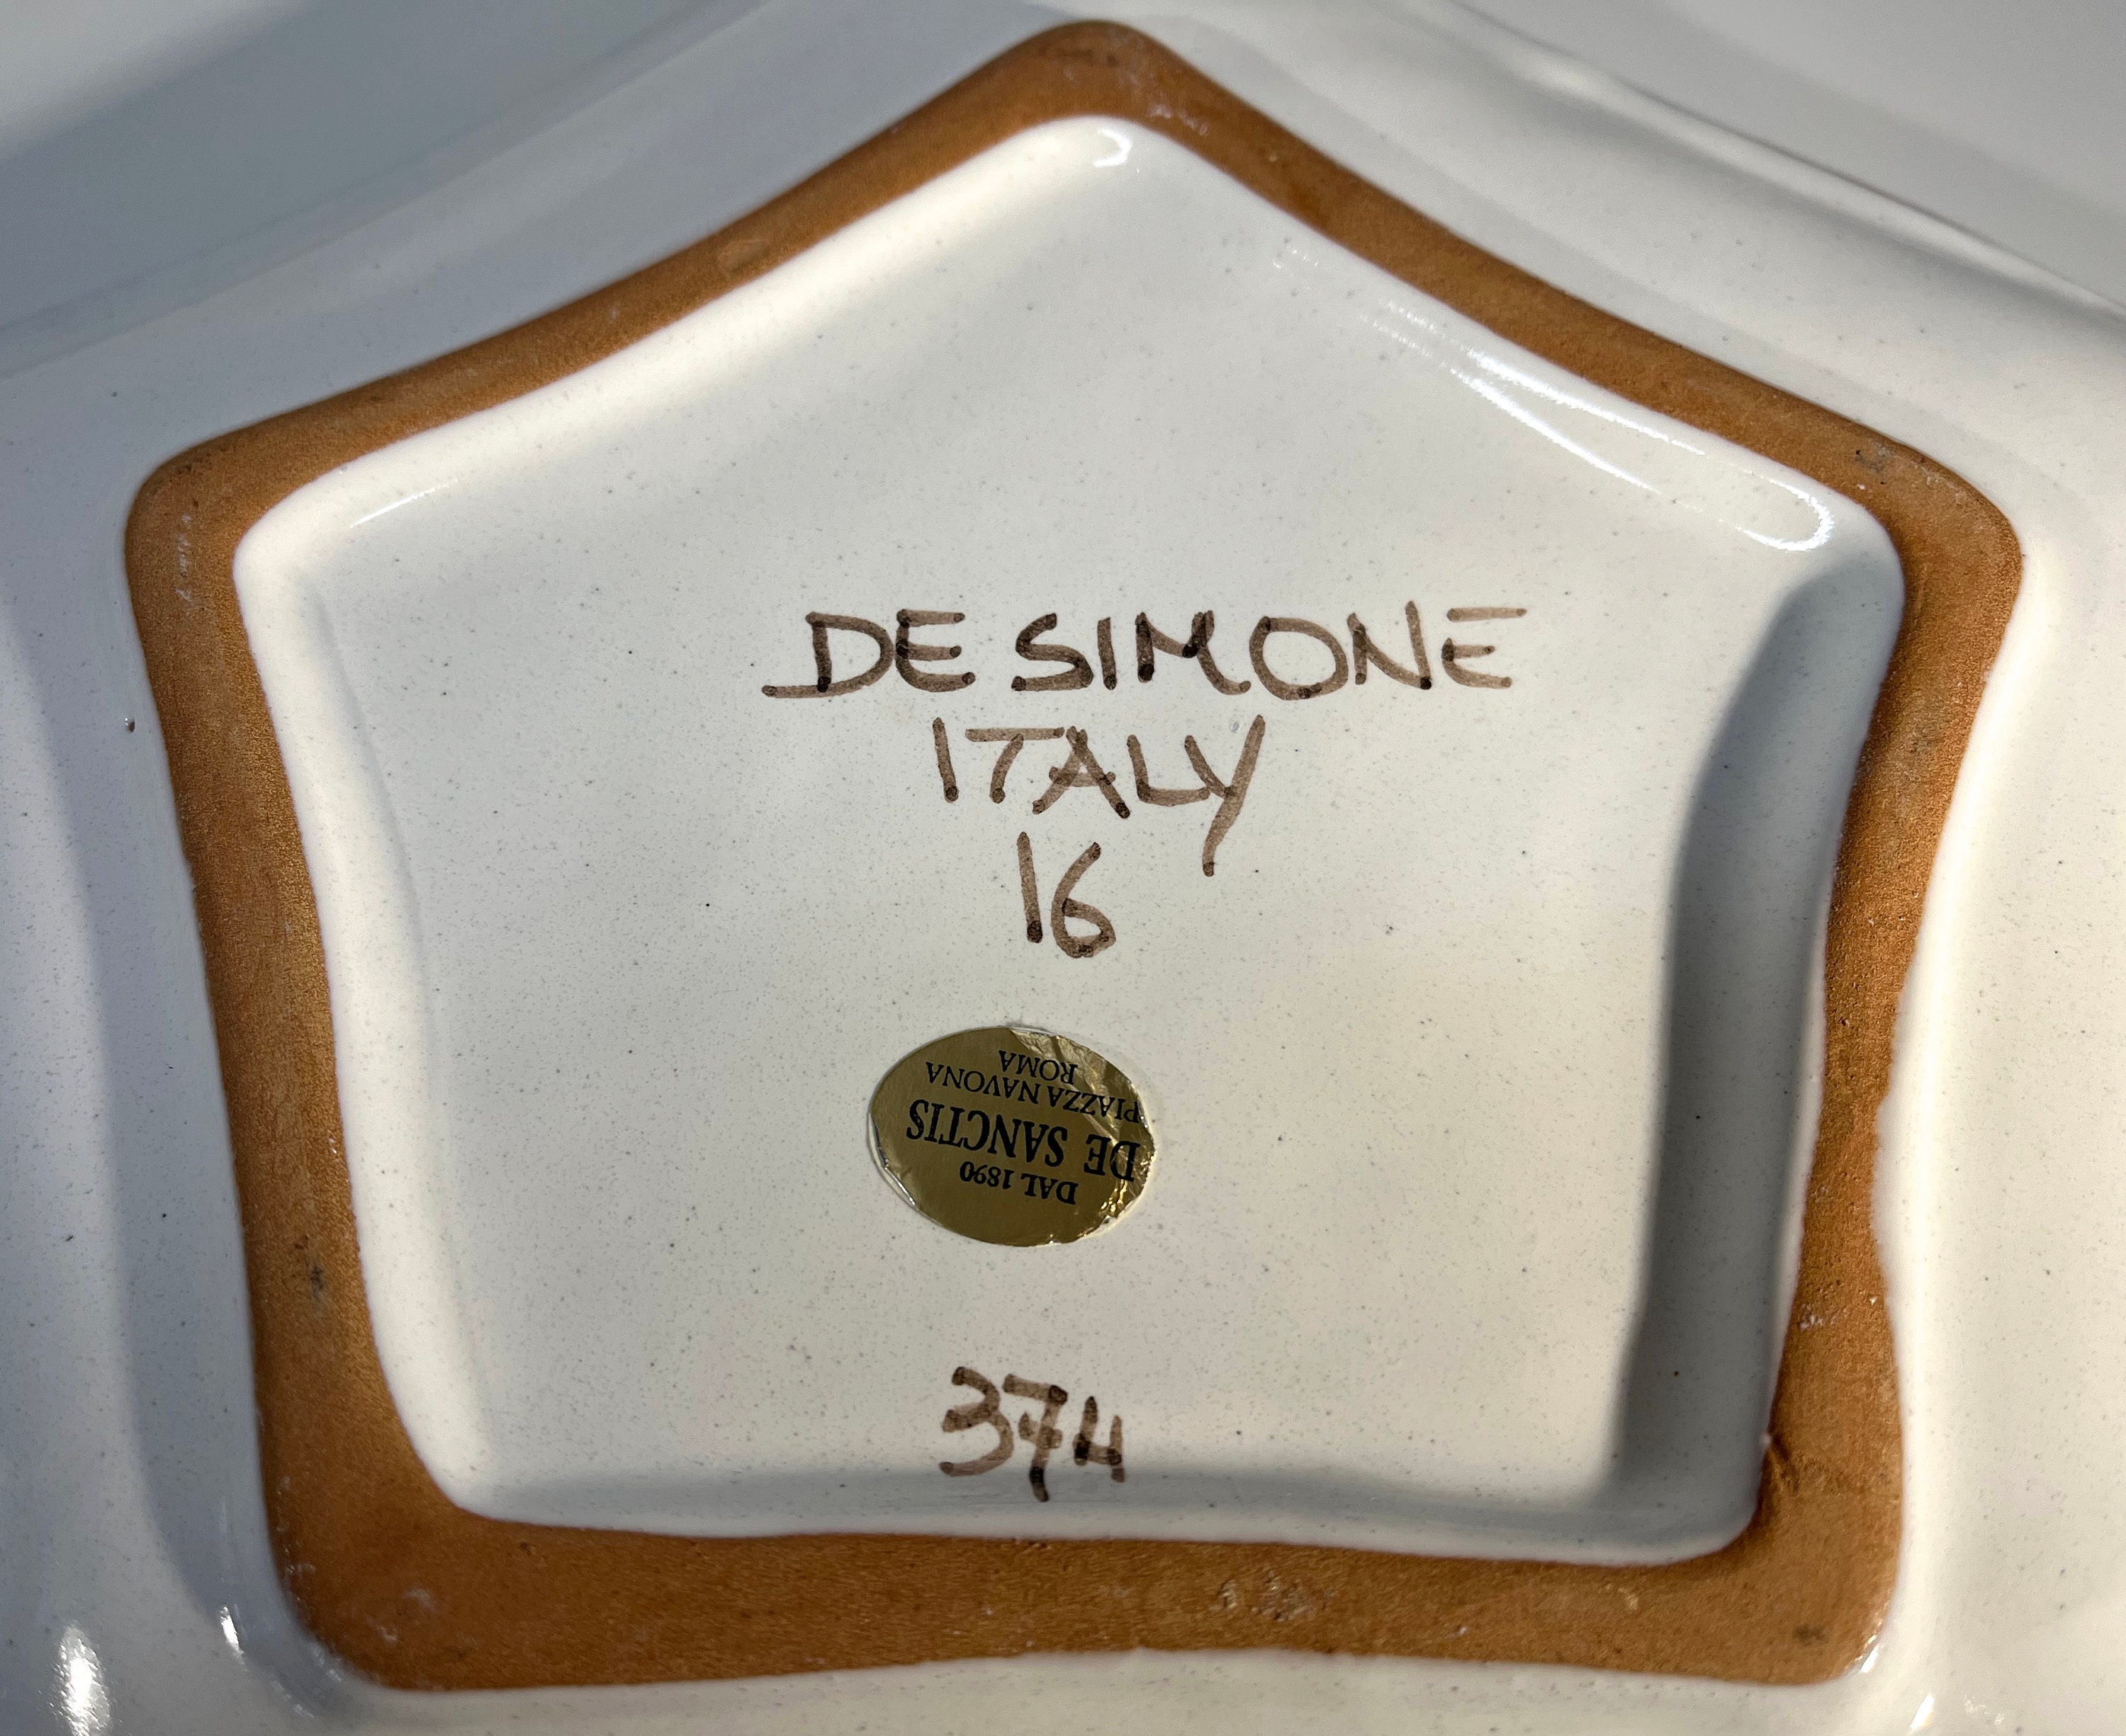 DE SIMONE
ITALY
16
DAL 1890
DE SANCTIS
PIAZZA NAVONA
ROMA
374